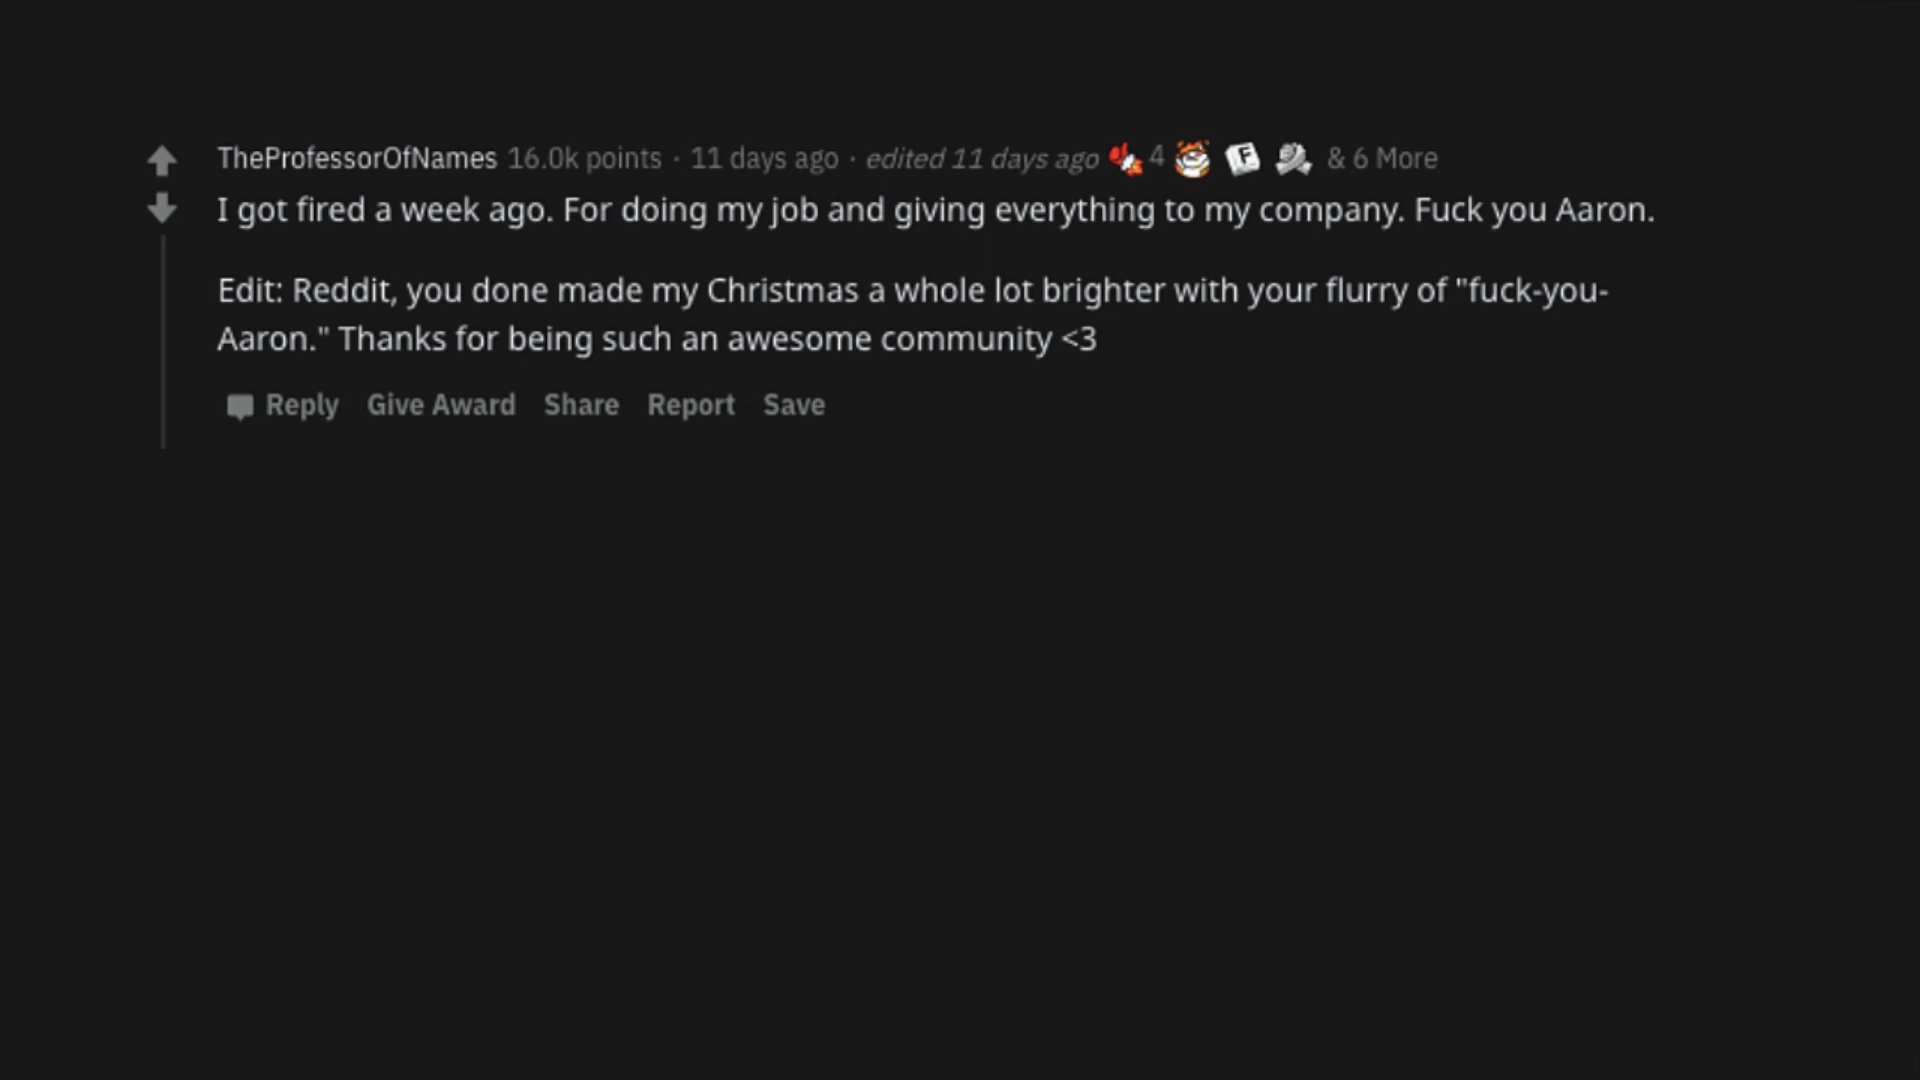 TheProfessorOfNames 16.0k points · 11 days ago · edited 11 days ago 4 F & 6 More
I got fired a week ago. For doing my job and giving everything to my company. Fuck you Aaron.
Edit: Reddit, you done made my Christmas a whole lot brighter with your flurry of "fuck-you-
Aaron." Thanks for being such an awesome community <3
Reply Give Award Share Report Save